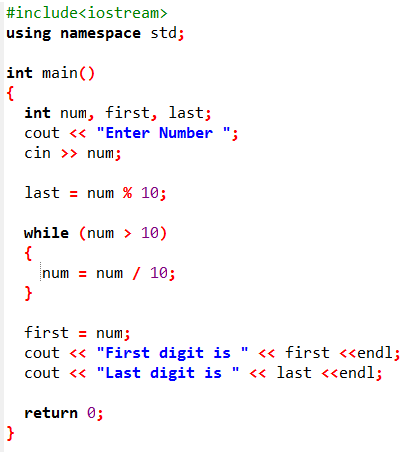 #include<iostream>
using namespace std;

int main()
{
  int num, first, last;
  cout << "Enter Number ";
  cin >> num;

  last = num % 10;

  while (num > 10)
  {
    num = num / 10;
  }

  first = num;
  cout << "First digit is " << first <<endl;
  cout << "Last digit is " << last <<endl;

  return 0;
}